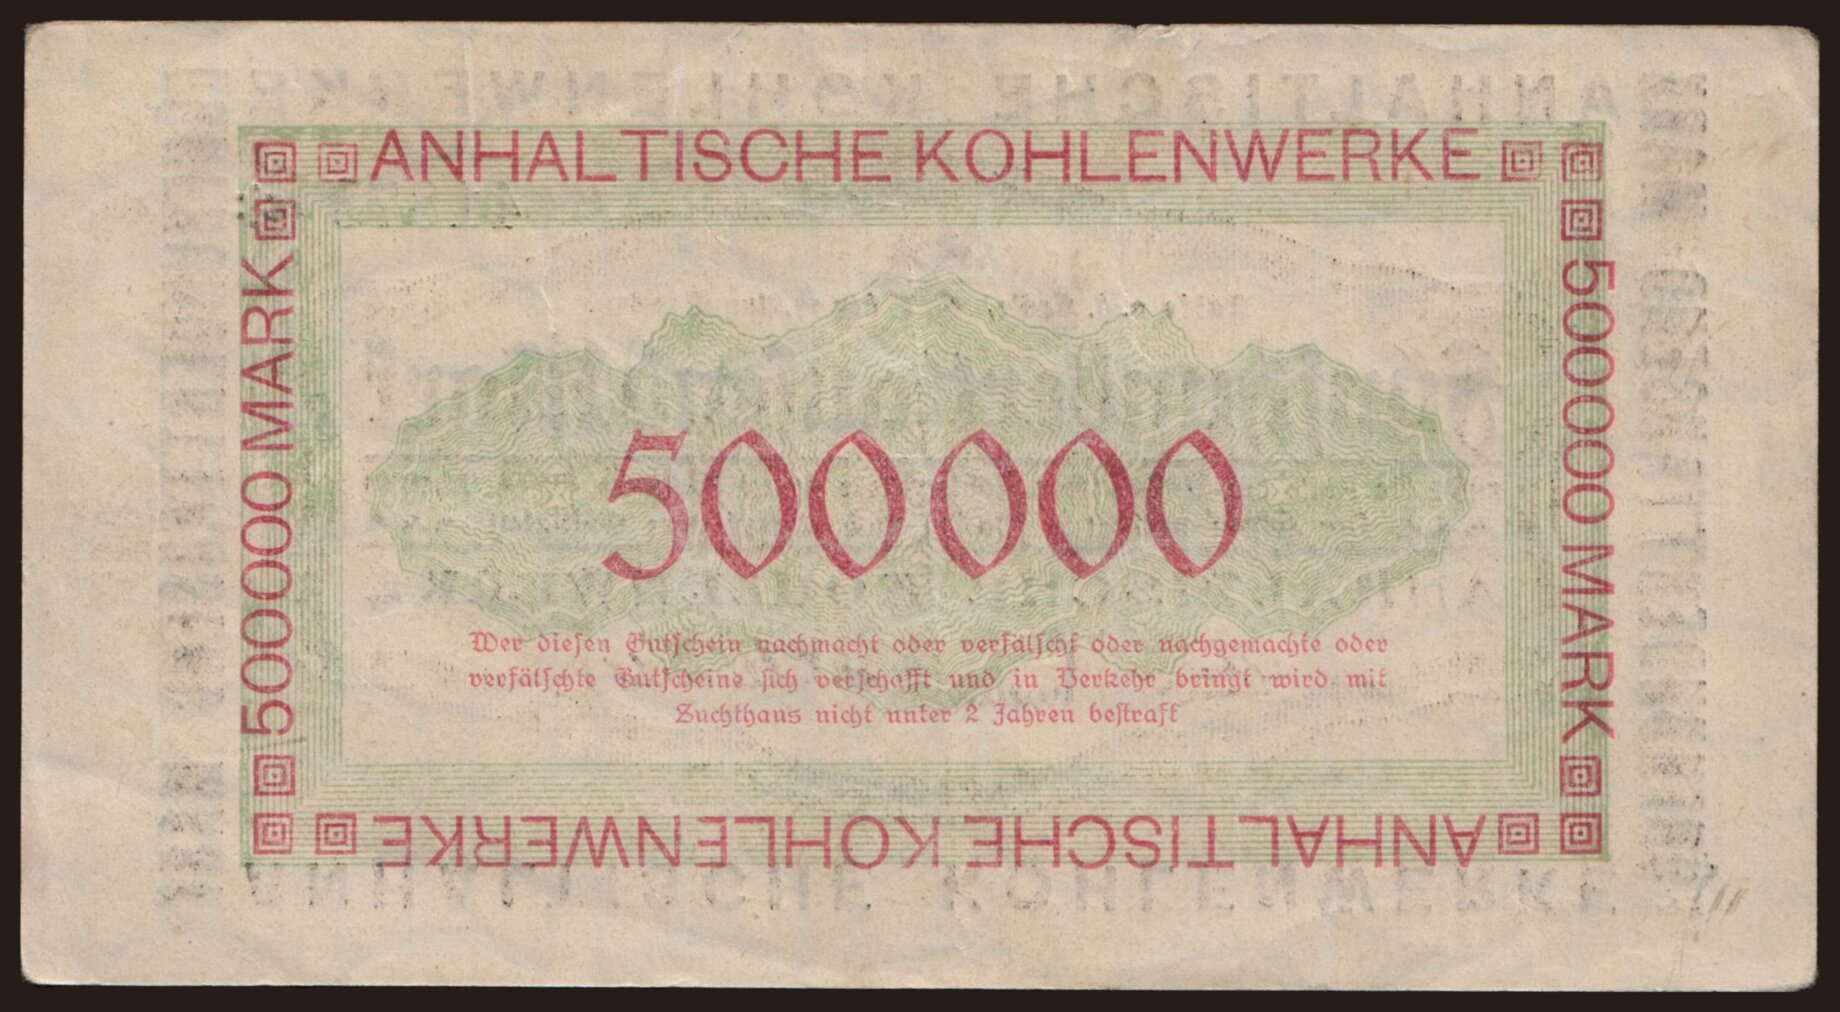 ANHALTISCHE KOHLENWERKE
500000 MARK
500000 MARK
500000
Wer diesen Gutschein nachmacht oder verfälscht oder nachgemachte oder
verfälschte Gutscheine sich verschafft und in Verkehr bringt wird mit
Zuchthaus nicht unter 2 Jahren bestraft
ANHALTISCHE KOHLENWERKE